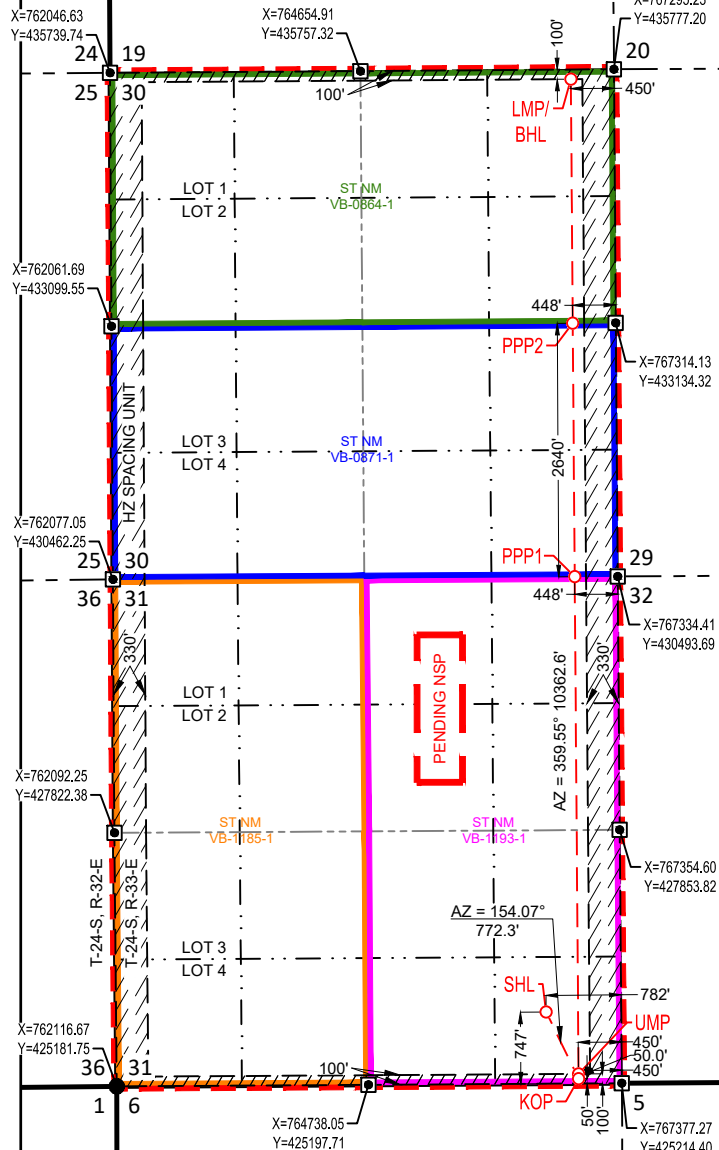 X=767295.25
X=762046.63
Y=435739.74
X=764654.91
Y=435757.32
Y=435777.20
24 19
20
25 30
100'
100'
450'
LMP/
BHL
LOT 1
LOT 2
ST NM
VB-0864-1
X=762061.69
Y=433099.55
448'
PPP2
X=767314.13
Y=433134.32
HZ SPACING UNIT
LOT 3
LOT 4
ST NM
VB-0871-1
2640'
X=762077.05
Y=430462.25
PPP1
25 30
29
36 31
32
448'
X=767334.41
Y=430493.69
330'
330'
LOT 1
LOT 2
PENDING NSP
AZ = 359.55° 10362.6'
X=762092.25
Y=427822.38
ST NM
VB-1185-1
ST NM
VB-1193-1
X=767354.60
Y=427853.82
T-24-S, R-32-E
T-24-S, R-33-E
AZ = 154.07°
772.3'
LOT 3
LOT 4
SHL
782'
747'
UMP
X=762116.67
Y=425181.75
450'
50.0'
450'
36 31
100'
KOP
50'
100'
1 6
5
X=764738.05
Y=425197.71
X=767377.27
Y=425214.40